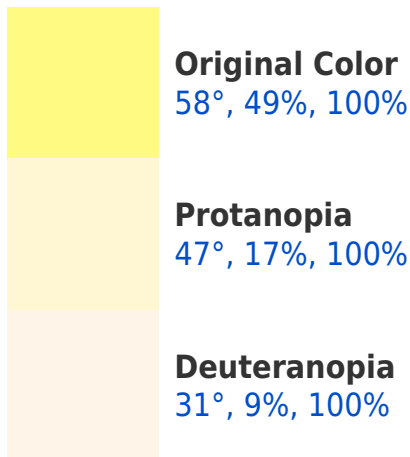 Original Color
58°, 49%, 100%
Protanopia
47°, 17%, 100%
Deuteranopia
31°, 9%, 100%